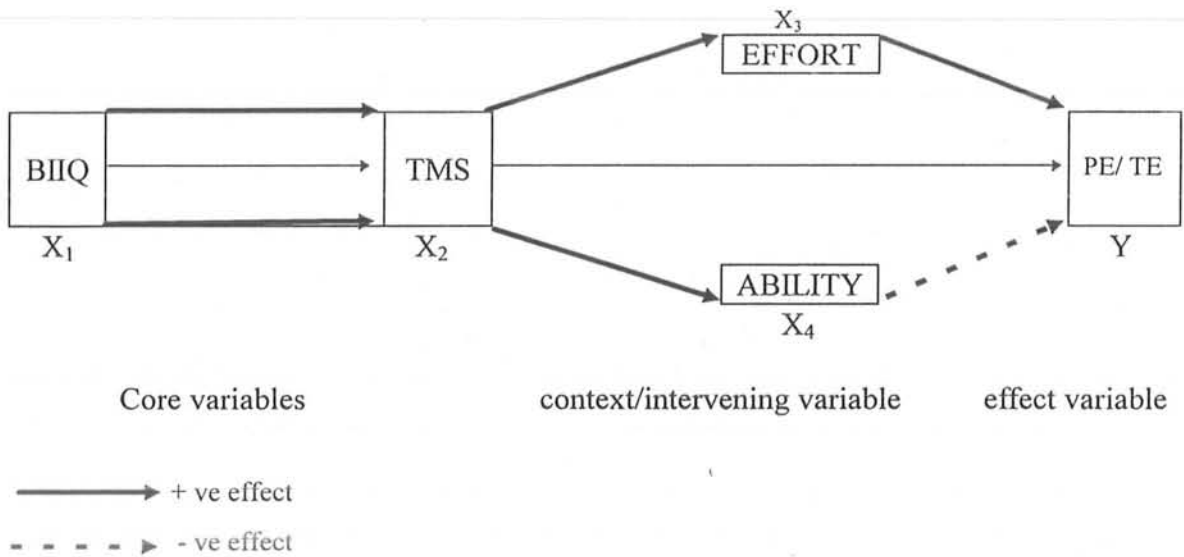 X₃
EFFORT
BIIQ
TMS
PE/ TE
X₁
X₂
Y
ABILITY
X₄
Core variables
context/intervening variable
effect variable
+ ve effect
- ve effect